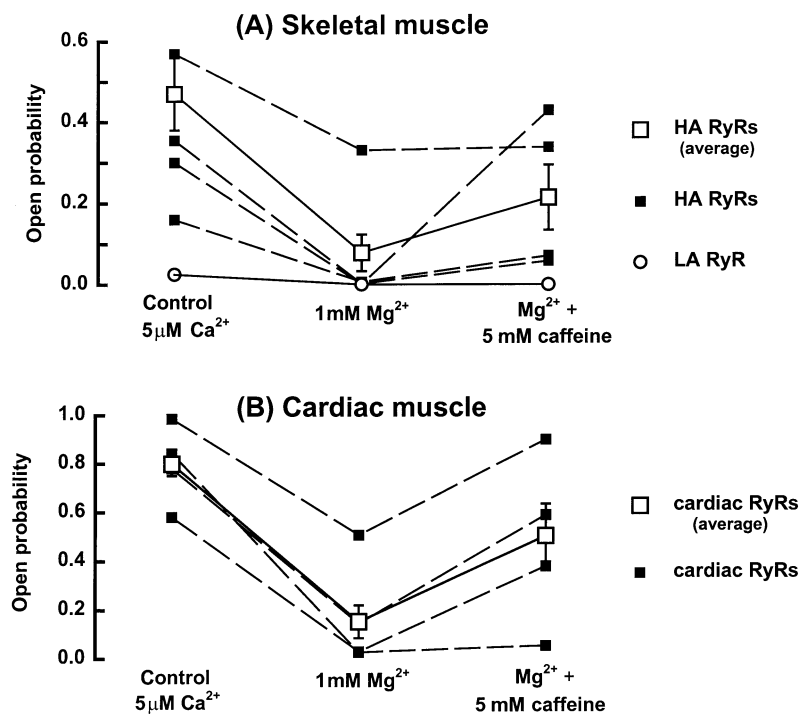 (A) Skeletal muscle
0.6
0.4
0.2
0.0
Open probability
Control
5μM Ca²⁺
1mM Mg²⁺
Mg²⁺ +
5 mM caffeine
HA RyRs
(average)
HA RyRs
LA RyR
(B) Cardiac muscle
1.0
0.8
0.6
0.4
0.2
0.0
Open probability
Control
5μM Ca²⁺
1mM Mg²⁺
Mg²⁺ +
5 mM caffeine
cardiac RyRs
(average)
cardiac RyRs